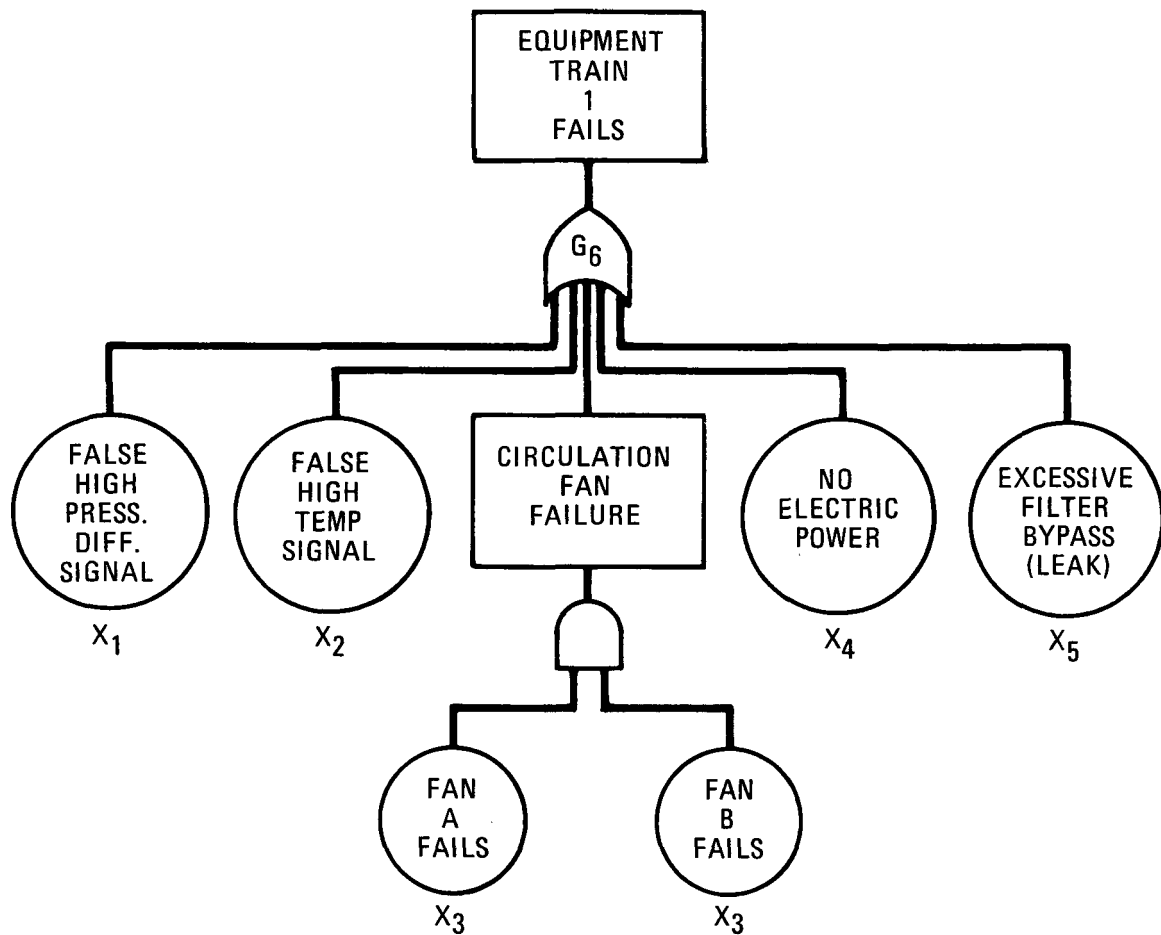 EQUIPMENT
TRAIN
1
FAILS
G6
FALSE
HIGH
PRESS.
DIFF.
SIGNAL
X1
FALSE
HIGH
TEMP
SIGNAL
X2
CIRCULATION
FAN
FAILURE
NO
ELECTRIC
POWER
X4
EXCESSIVE
FILTER
BYPASS
(LEAK)
X5
FAN
A
FAILS
X3
FAN
B
FAILS
X3